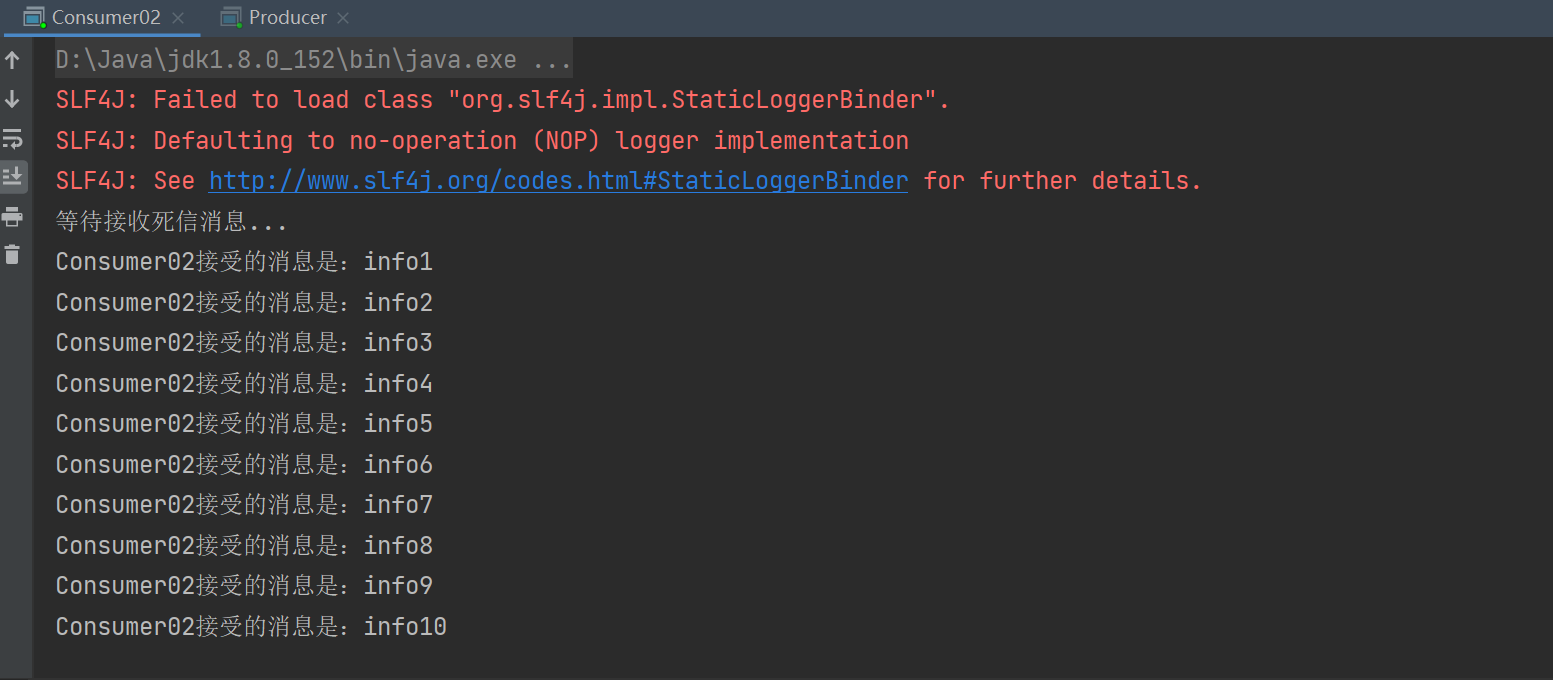 Consumer02 Producer
D:\Java\jdk1.8.0_152\bin\java.exe ...
SLF4J: Failed to load class "org.slf4j.impl.StaticLoggerBinder".
SLF4J: Defaulting to no-operation (NOP) logger implementation
SLF4J: See http://www.slf4j.org/codes.html#StaticLoggerBinder for further details.
等待接收死信消息...
Consumer02接受的消息是：info1
Consumer02接受的消息是：info2
Consumer02接受的消息是：info3
Consumer02接受的消息是：info4
Consumer02接受的消息是：info5
Consumer02接受的消息是：info6
Consumer02接受的消息是：info7
Consumer02接受的消息是：info8
Consumer02接受的消息是：info9
Consumer02接受的消息是：info10